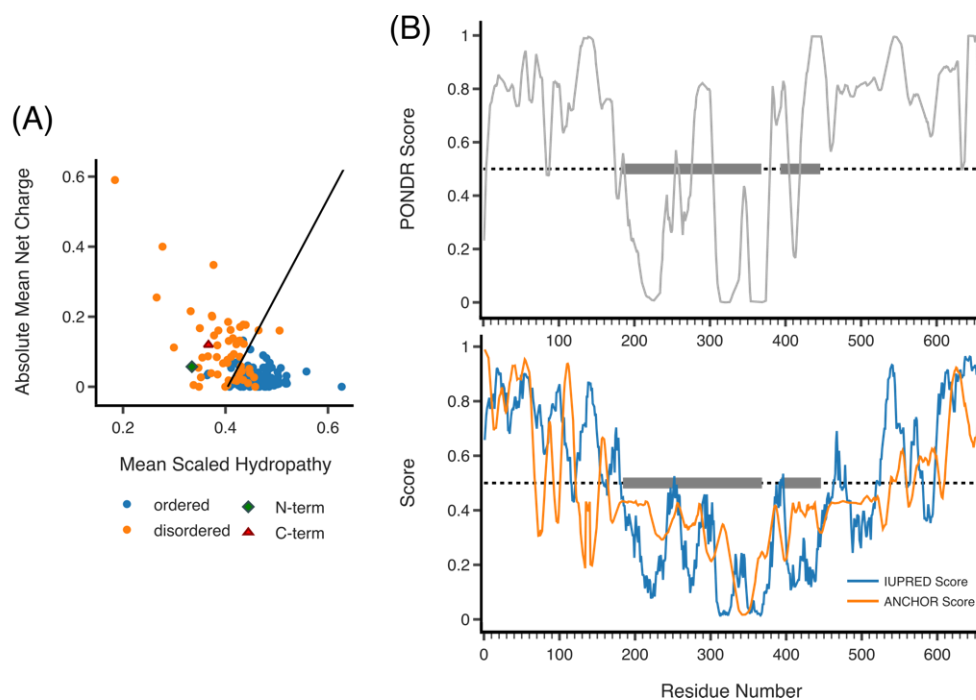 (A)
Absolute Mean Net Charge
0.6
0.4
0.2
0
0.2
0.4
0.6
Mean Scaled Hydropathy
ordered
disordered
N-term
C-term
(B)
PONDR Score
1
0.8
0.6
0.4
0.2
0
0
100
200
300
400
500
600
Score
1
0.8
0.6
0.4
0.2
0
IUPRED Score
ANCHOR Score
0
100
200
300
400
500
600
Residue Number